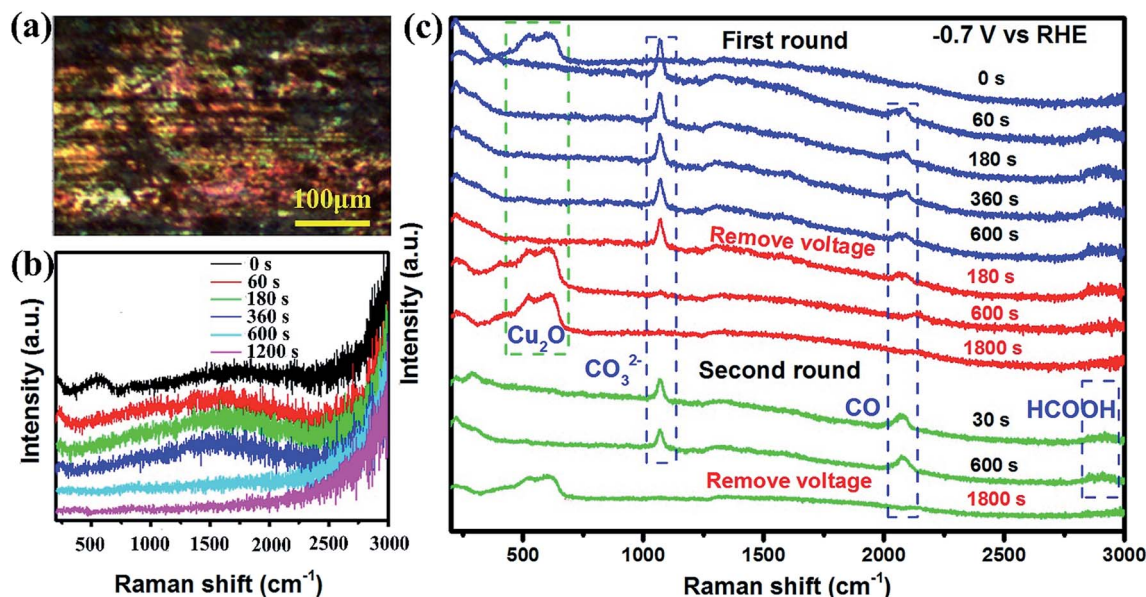 (a)
100μm
(b)
0 s
60 s
180 s
360 s
600 s
1200 s
Intensity (a.u.)
500 1000 1500 2000 2500 3000
Raman shift (cm⁻¹)
(c)
First round
-0.7 V vs RHE
0 s
60 s
180 s
360 s
600 s
Remove voltage
180 s
600 s
1800 s
Cu₂O
CO₃²⁻
Second round
CO
HCOOH
30 s
600 s
Remove voltage
1800 s
Intensity (a.u.)
500 1000 1500 2000 2500 3000
Raman shift (cm⁻¹)